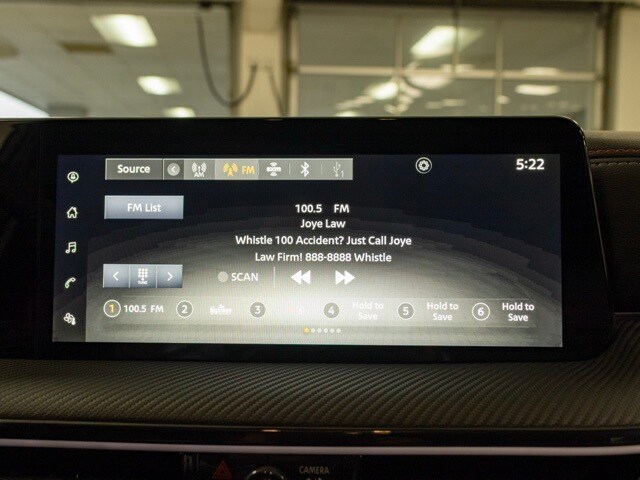 Source
AM
FM
1
5:22
FM List
100.5 FM
Joye Law
Whistle 100 Accident? Just Call Joye
Law Firm! 888-8888 Whistle
SCAN
1 100.5 FM
2
3
4 Hold to Save
5 Hold to Save
6 Hold to Save
CAMERA